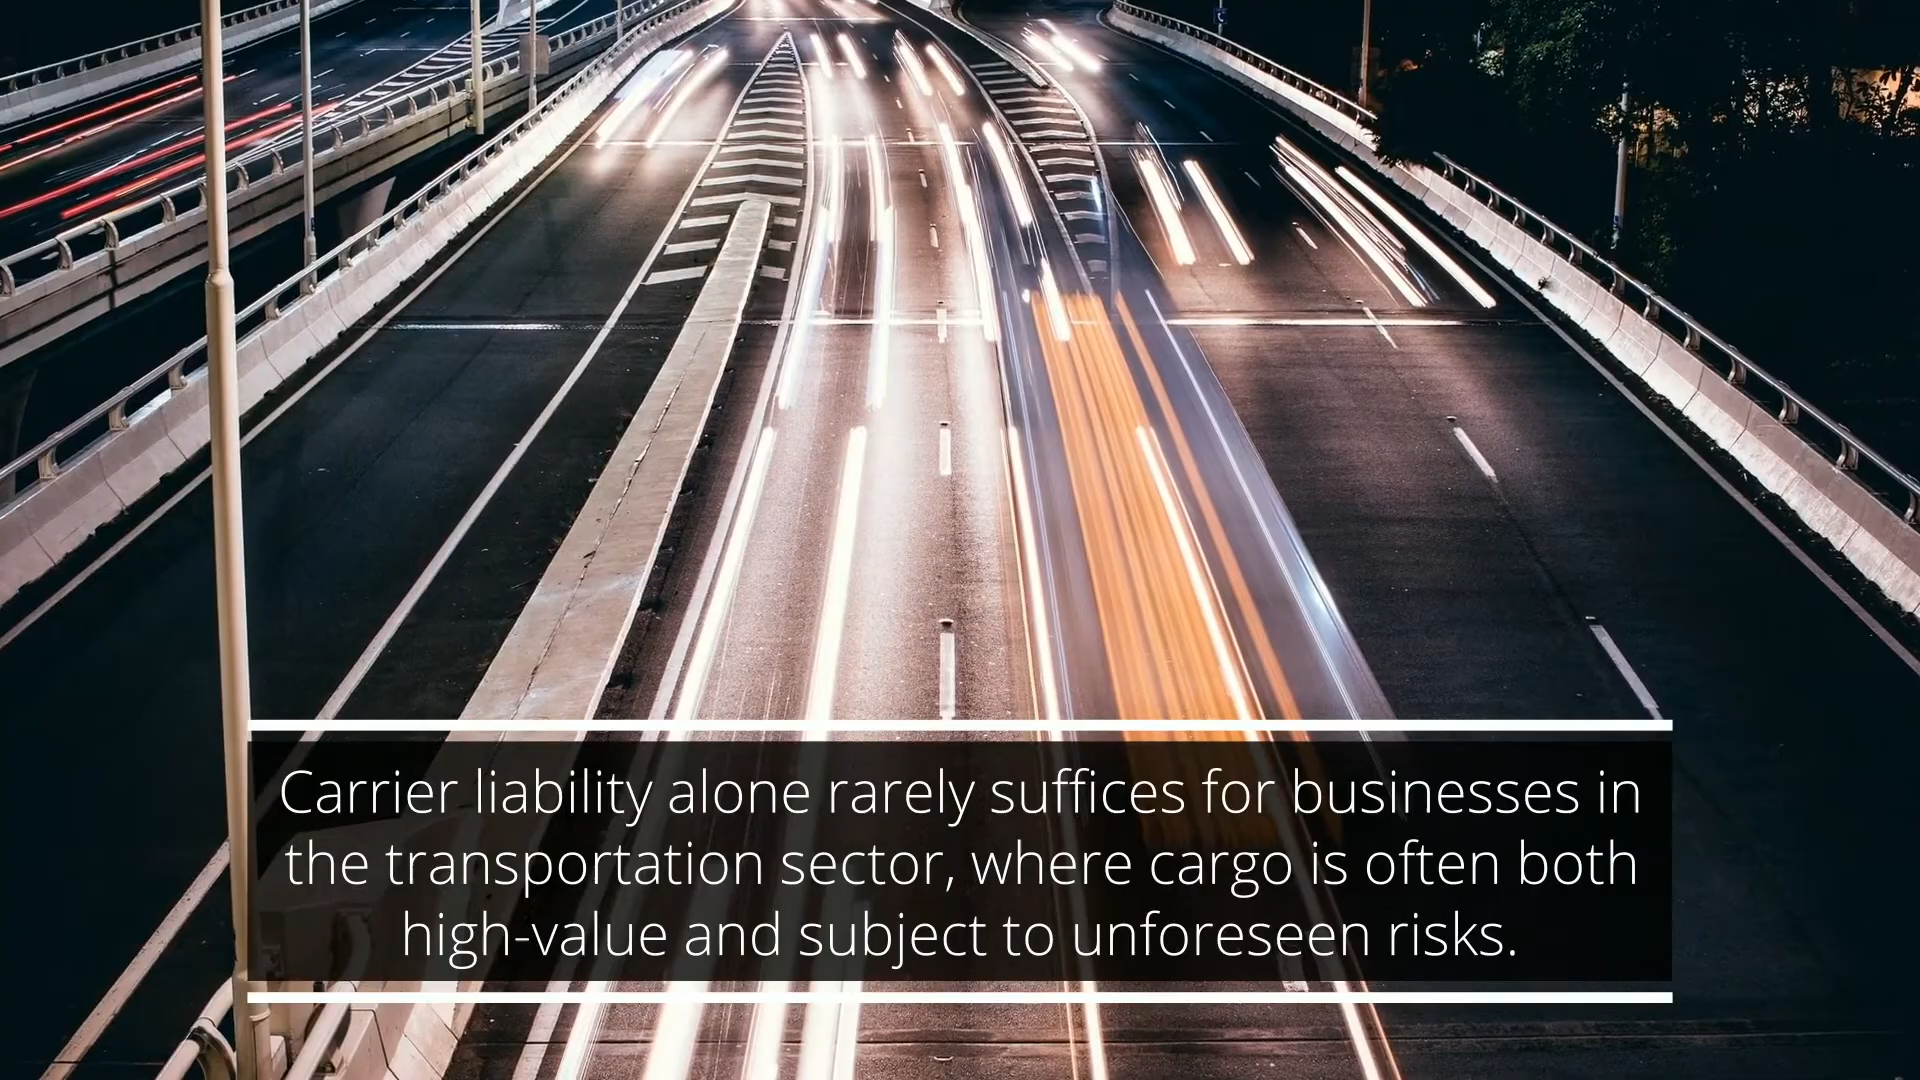 Carrier liability alone rarely suffices for businesses in
the transportation sector, where cargo is often both
high-value and subject to unforeseen risks.